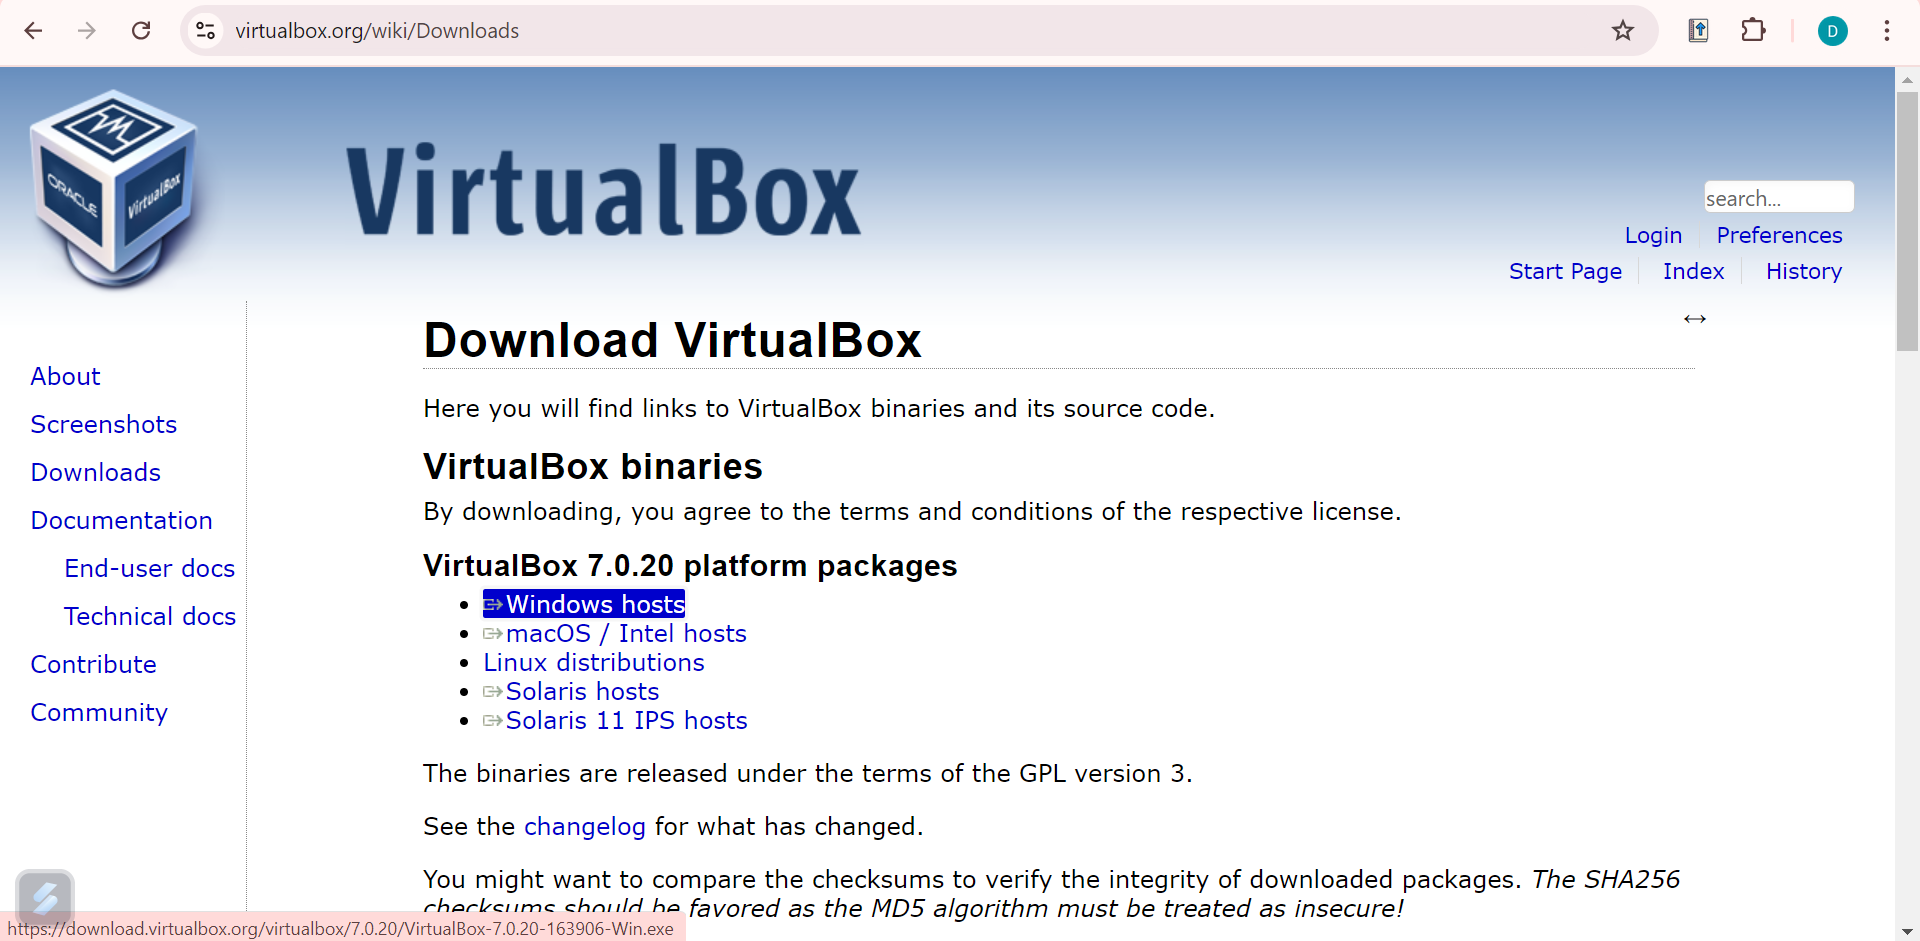 virtualbox.org/wiki/Downloads
D
ORACLE
VirtualBox
VirtualBox
search...
Login
Preferences
Start Page
Index
History
About
Screenshots
Downloads
Documentation
End-user docs
Technical docs
Contribute
Community
Download VirtualBox
Here you will find links to VirtualBox binaries and its source code.
VirtualBox binaries
By downloading, you agree to the terms and conditions of the respective license.
VirtualBox 7.0.20 platform packages
Windows hosts
macOS / Intel hosts
Linux distributions
Solaris hosts
Solaris 11 IPS hosts
The binaries are released under the terms of the GPL version 3.
See the changelog for what has changed.
You might want to compare the checksums to verify the integrity of downloaded packages. The SHA256
checksums should be favored as the MD5 algorithm must be treated as insecure!
https://download.virtualbox.org/virtualbox/7.0.20/VirtualBox-7.0.20-163906-Win.exe